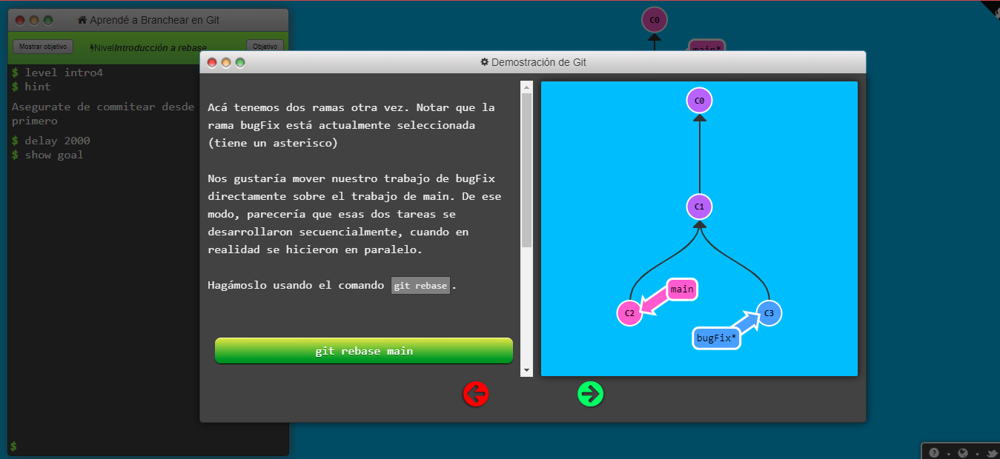 Aprendé a Branchear en Git
Mostrar objetivo
Nivel Introducción a rebase
Objetivo
$ level intro4
$ hint
Asegurate de commitear desde
primero
$ delay 2000
$ show goal
$
C0
main*
Demostración de Git
Acá tenemos dos ramas otra vez. Notar que la
rama bugFix está actualmente seleccionada
(tiene un asterisco)
Nos gustaría mover nuestro trabajo de bugFix
directamente sobre el trabajo de main. De ese
modo, parecería que esas dos tareas se
desarrollaron secuencialmente, cuando en
realidad se hicieron en paralelo.
Hagámoslo usando el comando git rebase.
git rebase main
C0
C1
main
C2
C3
bugFix*